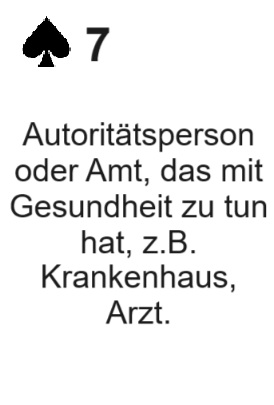 ♠ 7
Autoritätsperson
oder Amt, das mit
Gesundheit zu tun
hat, z.B.
Krankenhaus,
Arzt.